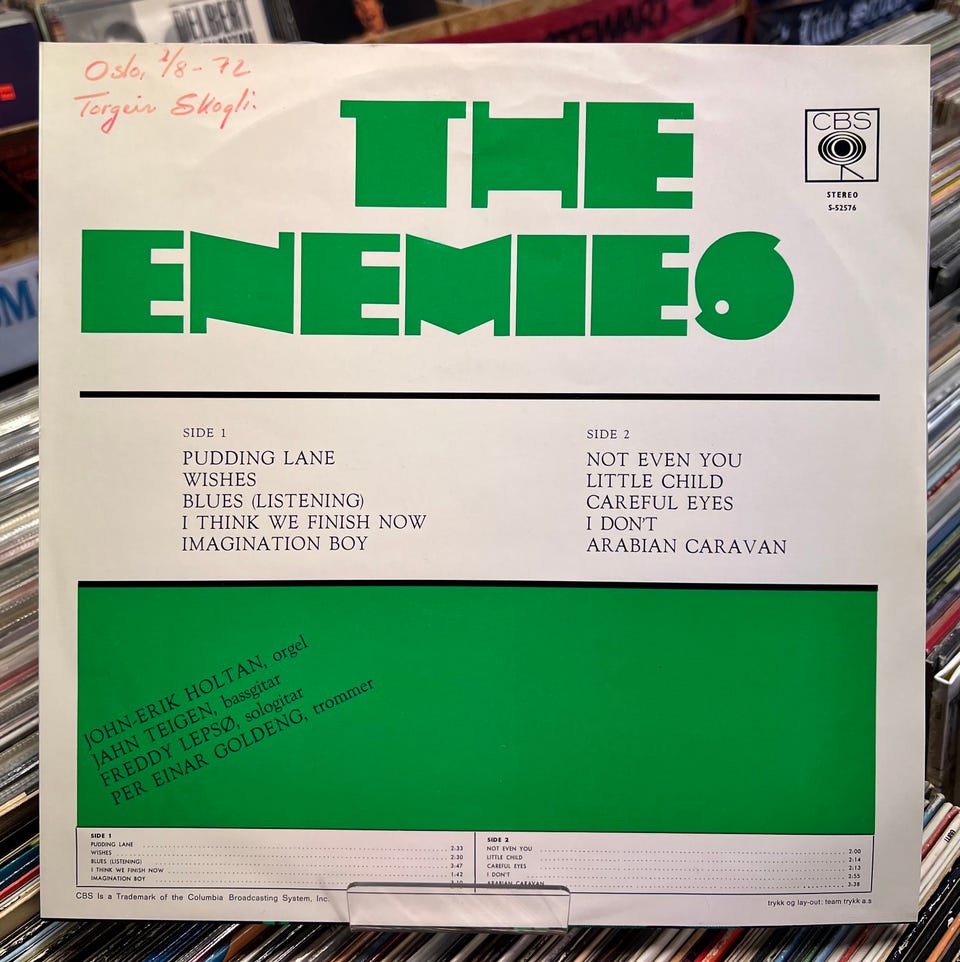 DELBERT
STEWART
Oslo, 2/8-72
Torgeir Skogli.
THE
ENEMIES
CBS
STEREO
S-52576
SIDE 1
PUDDING LANE
WISHES
BLUES (LISTENING)
I THINK WE FINISH NOW
IMAGINATION BOY
SIDE 2
NOT EVEN YOU
LITTLE CHILD
CAREFUL EYES
I DON'T
ARABIAN CARAVAN
JOHN-ERIK HOLTAN, orgel
JAHN TEIGEN, bassgitar
FREDDY LEPSØ, sologitar
PER EINAR GOLDENG, trommer
SIDE 1
PUDDING LANE 2:33
WISHES 2:30
BLUES (LISTENING) 3:47
I THINK WE FINISH NOW 1:42
IMAGINATION BOY
SIDE 2
NOT EVEN YOU 2:00
LITTLE CHILD 2:14
CAREFUL EYES 2:13
I DON'T 2:55
ARABIAN CARAVAN 3:38
CBS Is a Trademark of the Columbia Broadcasting System, Inc.
trykk og lay-out: team trykk a.s